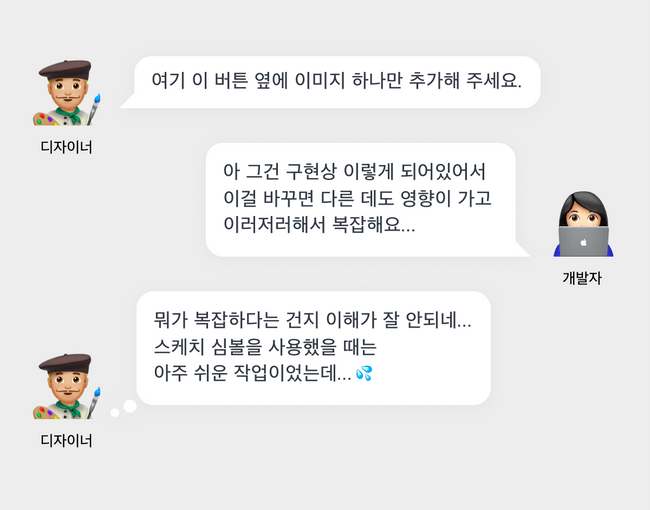 여기 이 버튼 옆에 이미지 하나만 추가해 주세요.
디자이너
아 그건 구현상 이렇게 되어있어서
이걸 바꾸면 다른 데도 영향이 가고
이러저러해서 복잡해요...
개발자
뭐가 복잡하다는 건지 이해가 잘 안되네...
스케치 심볼을 사용했을 때는
아주 쉬운 작업이었는데...💦
디자이너